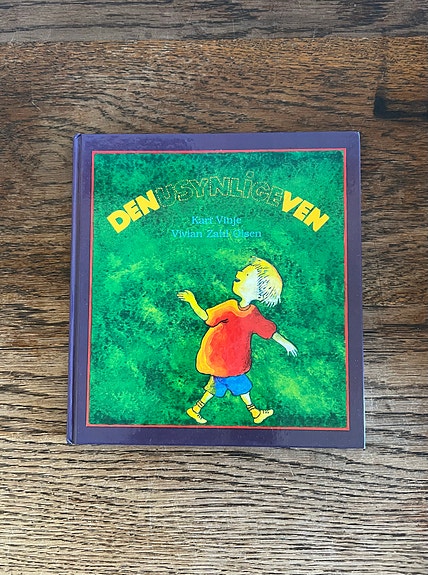 DEN USYNLIGE VEN
Kari Vinje
Vivian Zahl Olsen